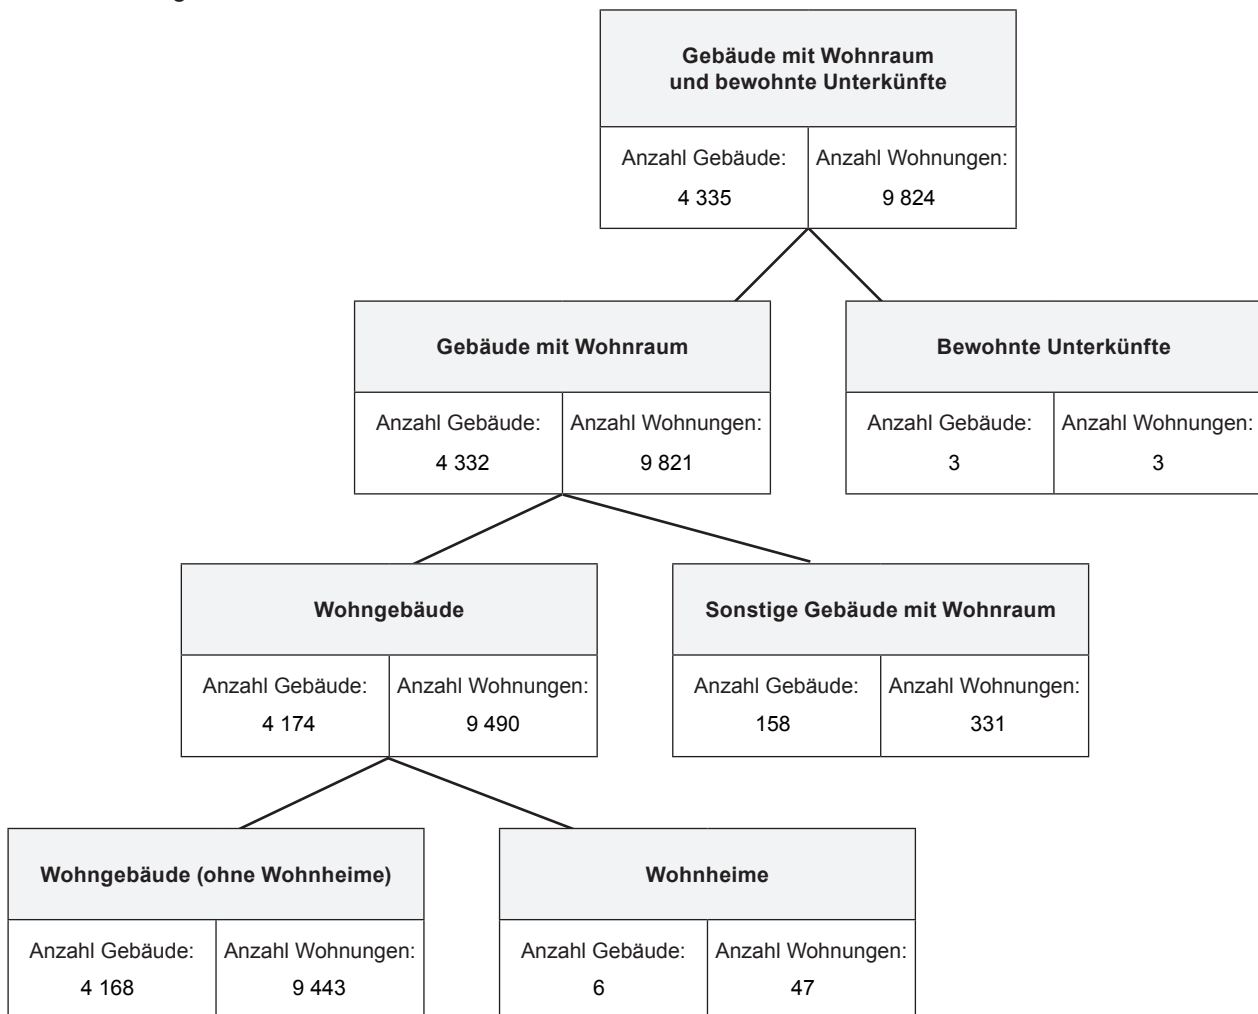 Gebäude mit Wohnraum
und bewohnte Unterkünfte
Anzahl Gebäude: Anzahl Wohnungen:
4 335 9 824
Gebäude mit Wohnraum
Anzahl Gebäude: Anzahl Wohnungen:
4 332 9 821
Bewohnte Unterkünfte
Anzahl Gebäude: Anzahl Wohnungen:
3 3
Wohngebäude
Anzahl Gebäude: Anzahl Wohnungen:
4 174 9 490
Sonstige Gebäude mit Wohnraum
Anzahl Gebäude: Anzahl Wohnungen:
158 331
Wohngebäude (ohne Wohnheime)
Anzahl Gebäude: Anzahl Wohnungen:
4 168 9 443
Wohnheime
Anzahl Gebäude: Anzahl Wohnungen:
6 47